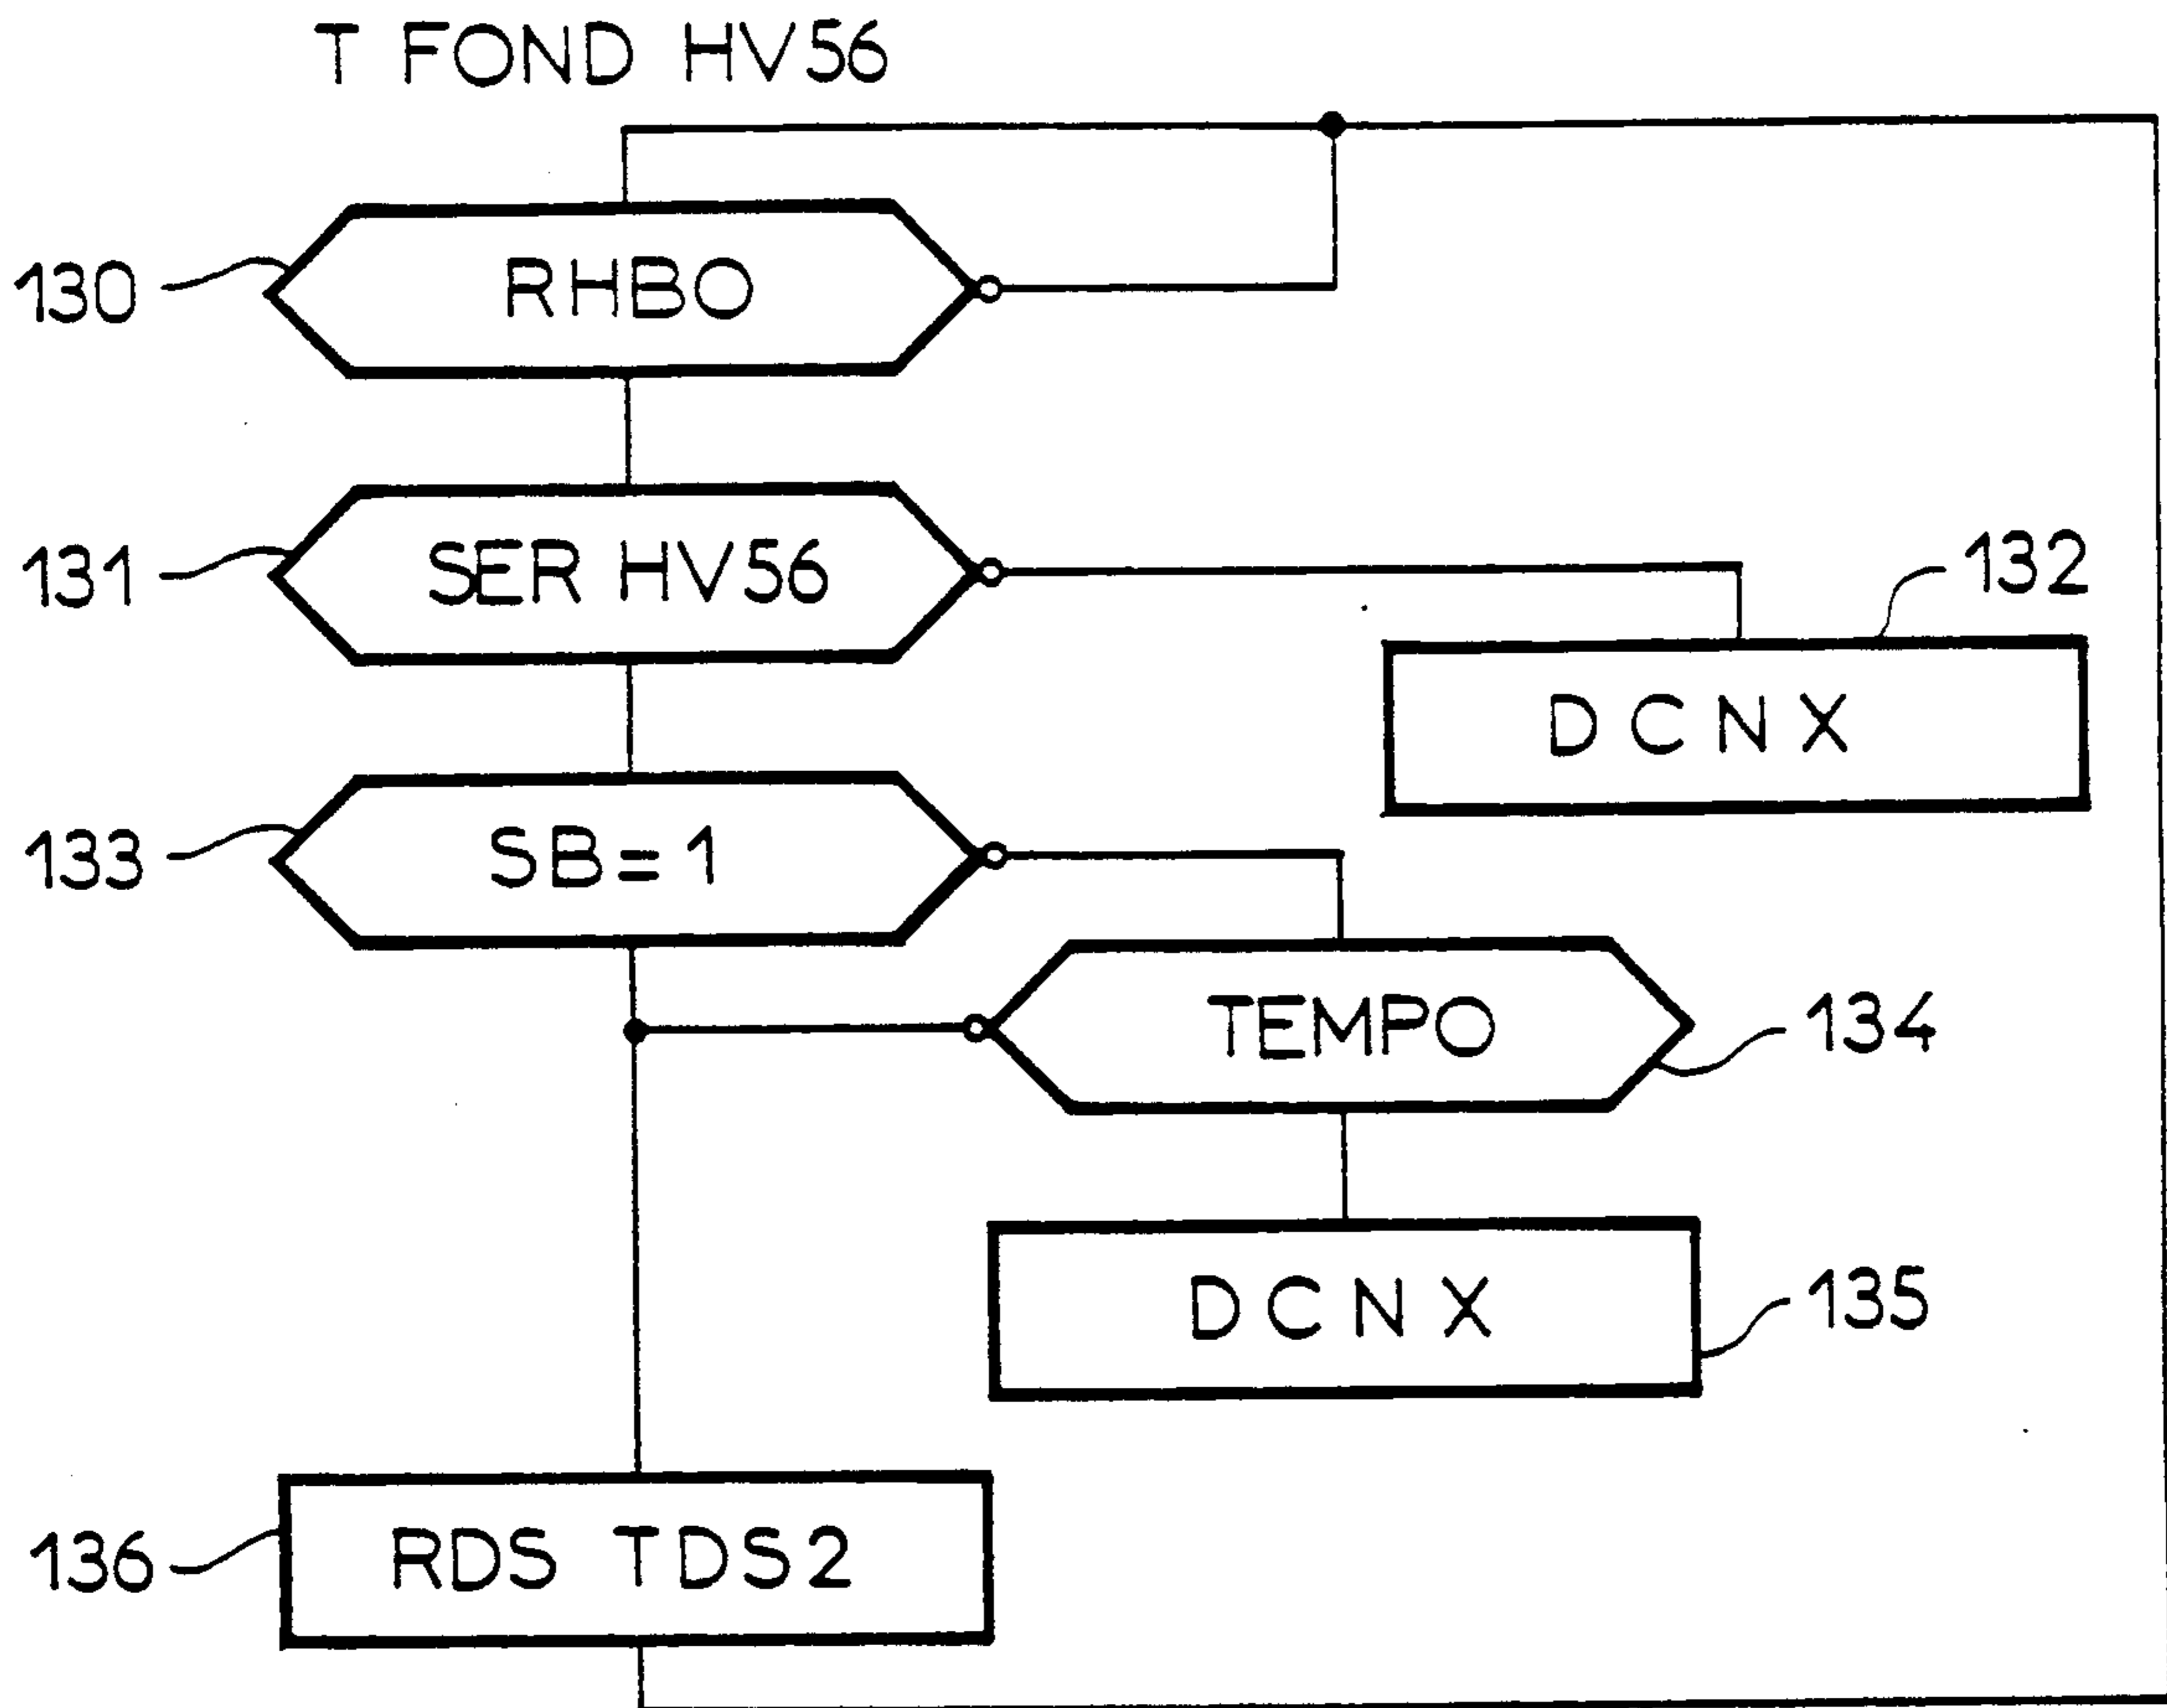 T FOND HV56
130
RHBO
131
SER HV56
132
DCNX
133
SB=1
TEMPO
134
DCNX
135
136
RDS TDS2